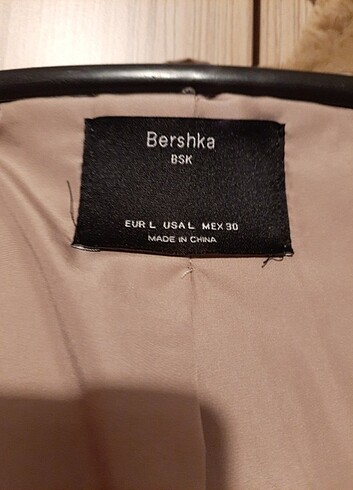 Bershka
BSK
EUR L USA L MEX 30
MADE IN CHINA